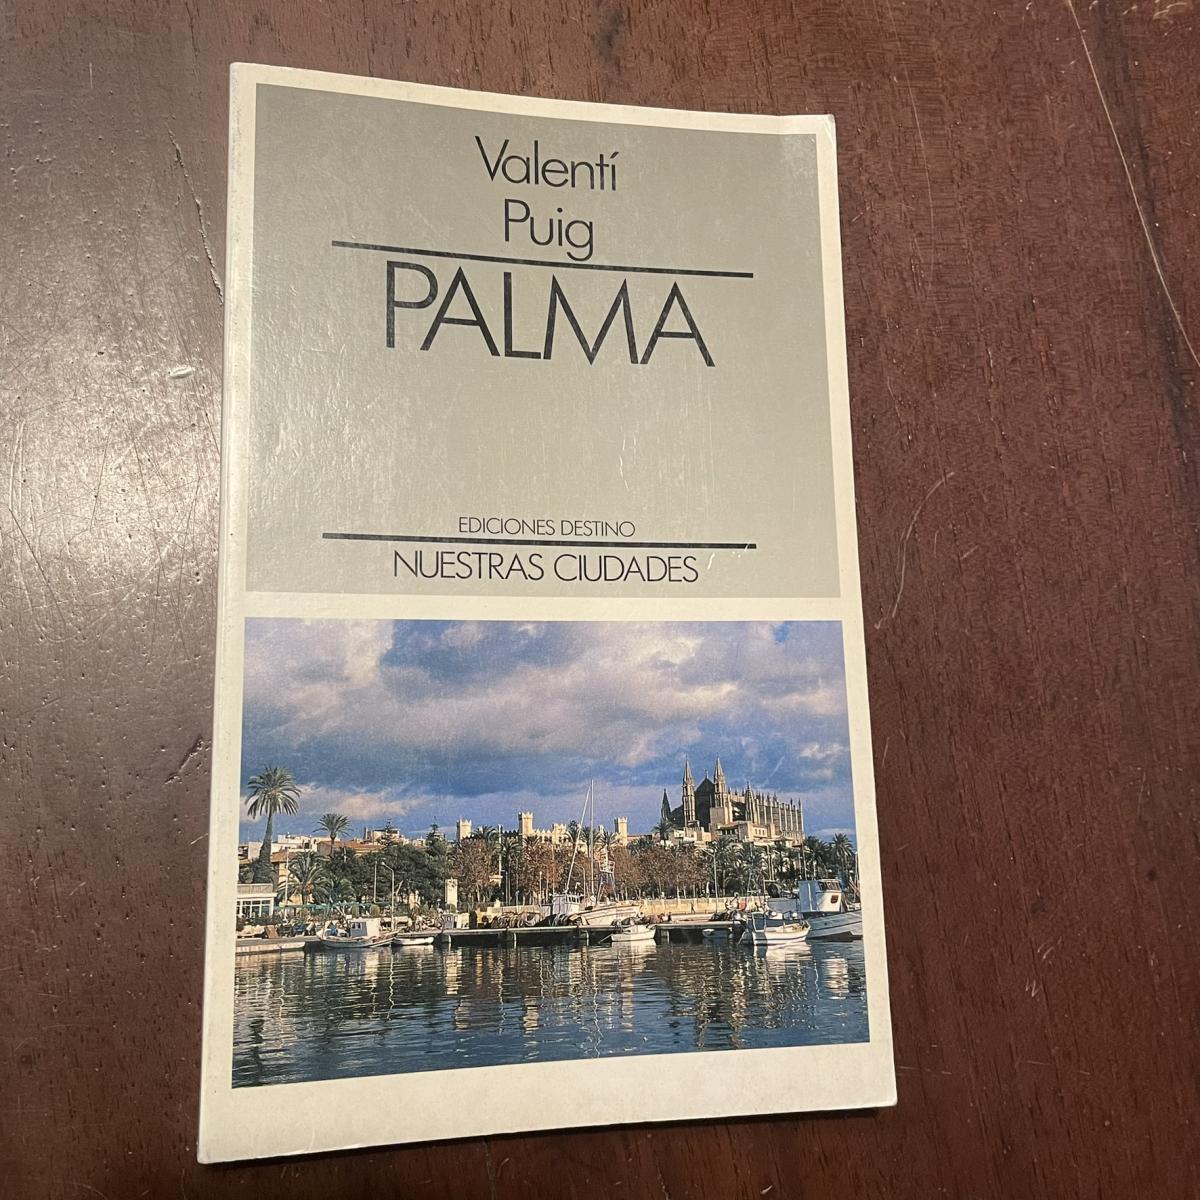 Valentí
Puig
PALMA
EDICIONES DESTINO
NUESTRAS CIUDADES